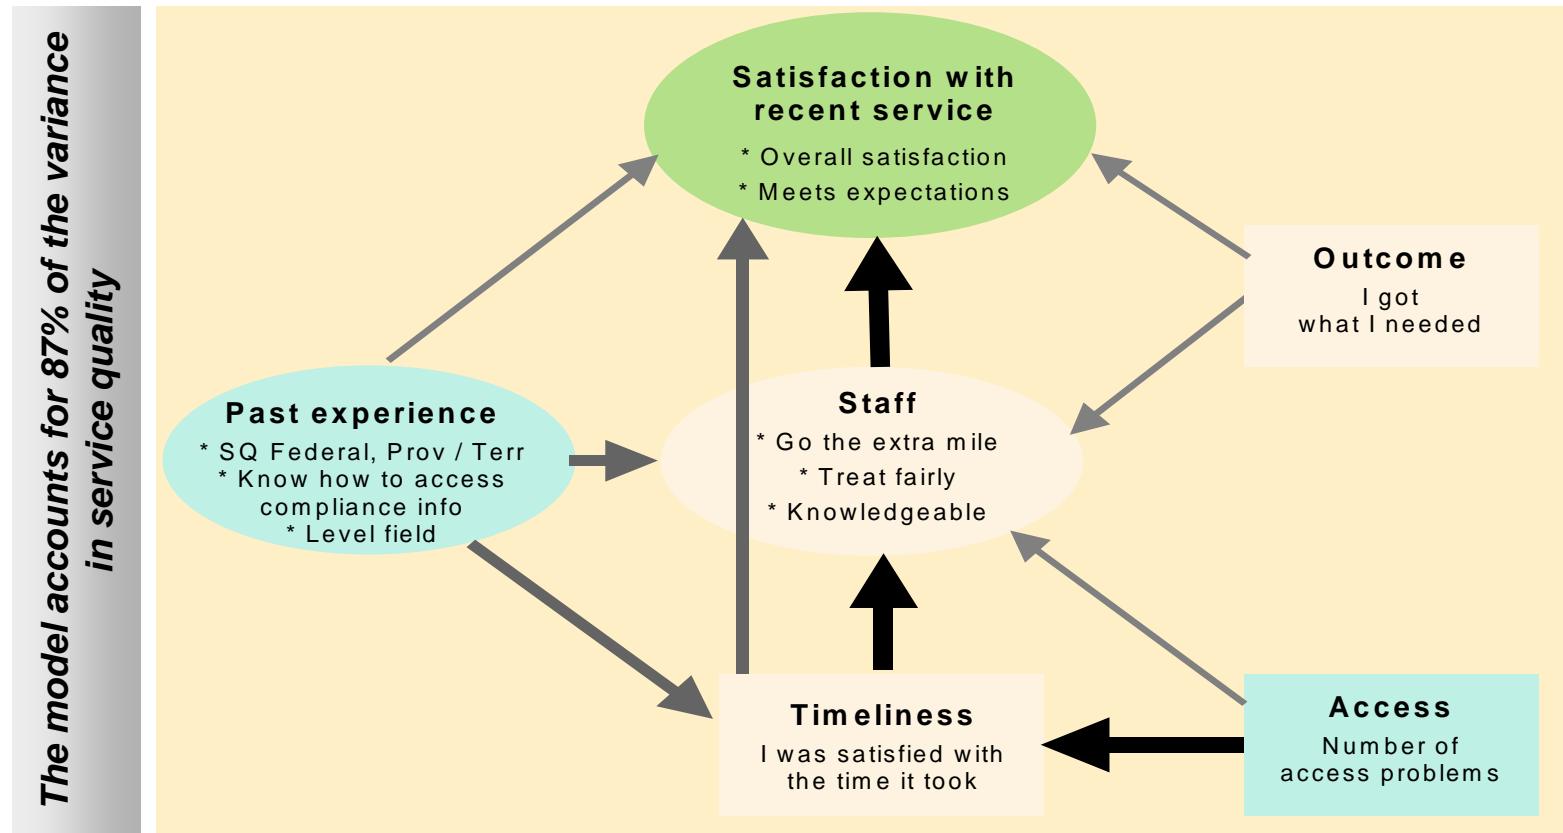 The model accounts for 87% of the variance
in service quality
Satisfaction with
recent service
* Overall satisfaction
* Meets expectations
Outcome
I got
what I needed
Past experience
* SQ Federal, Prov / Terr
* Know how to access
compliance info
* Level field
Staff
* Go the extra mile
* Treat fairly
* Knowledgeable
Timeliness
I was satisfied with
the time it took
Access
Number of
access problems